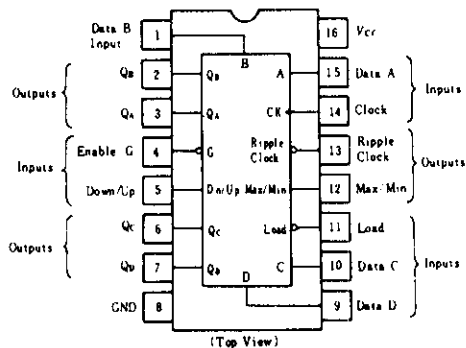 Data B
Input 1
16 Vcc
B
Outputs
QB 2 QB
A 15 Data A
Inputs
QA 3 QA
CK 14 Clock
Inputs
Enable G 4 G
Ripple
Clock 13 Ripple
Clock
Outputs
Down/Up 5 Dn/Up Max/Min 12 Max/Min
Outputs
QC 6 QC
Load 11 Load
Inputs
QD 7
C 10 Data C
D
GND 8
9 Data D
(Top View)